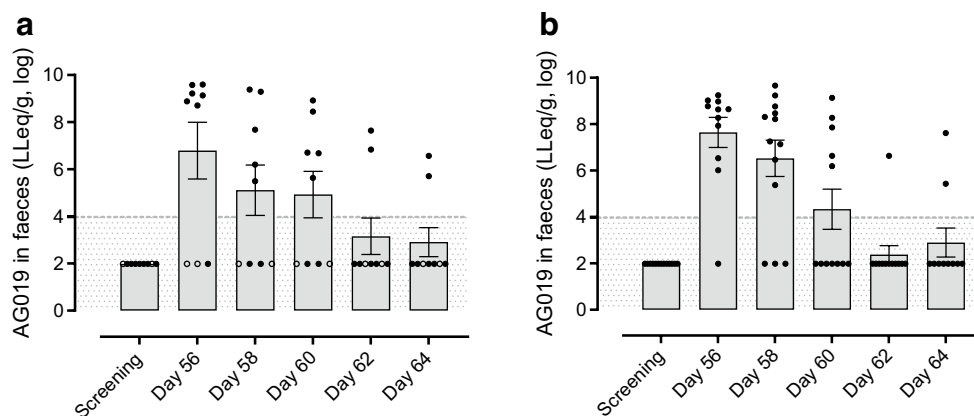 a
AG019 in faeces (LLeq/g, log)
10
8
6
4
2
0
Screening
Day 56
Day 58
Day 60
Day 62
Day 64
b
AG019 in faeces (LLeq/g, log)
10
8
6
4
2
0
Screening
Day 56
Day 58
Day 60
Day 62
Day 64